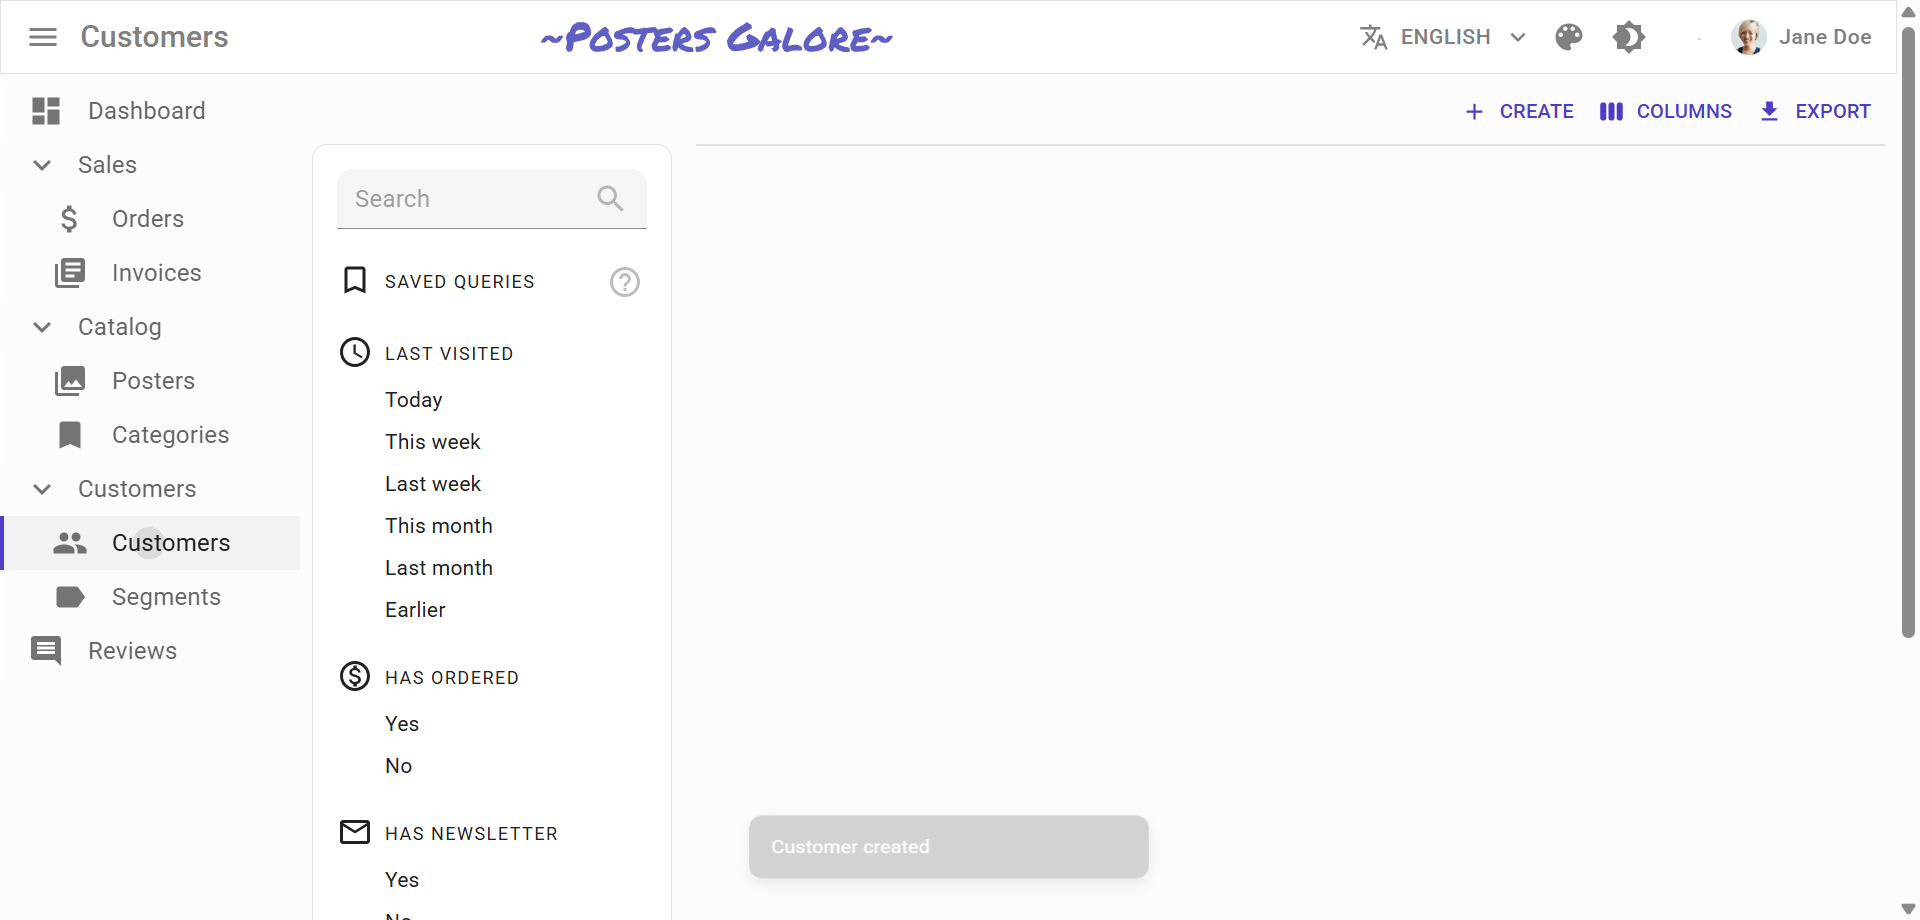 Customers
~Posters Galore~
ENGLISH
Jane Doe
Dashboard
Sales
Orders
Invoices
Catalog
Posters
Categories
Customers
Customers
Segments
Reviews
CREATE
COLUMNS
EXPORT
Search
SAVED QUERIES
?
LAST VISITED
Today
This week
Last week
This month
Last month
Earlier
HAS ORDERED
Yes
No
HAS NEWSLETTER
Yes
No
Customer created